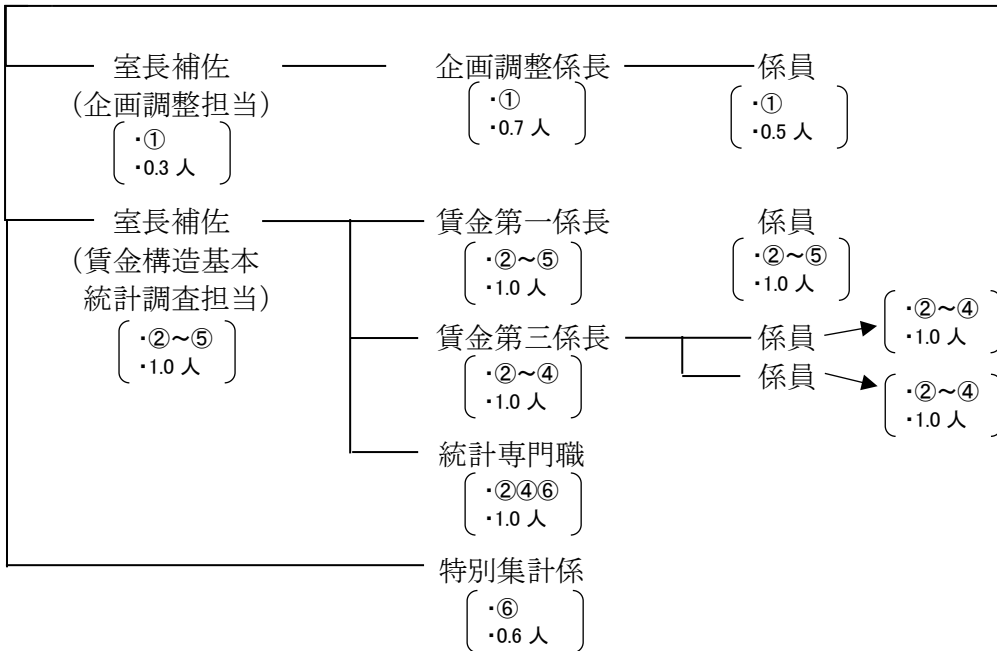 室長補佐
(企画調整担当)
・①
・0.3 人
企画調整係長
・①
・0.7 人
係員
・①
・0.5 人
室長補佐
(賃金構造基本
統計調査担当)
・②～⑤
・1.0 人
賃金第一係長
・②～⑤
・1.0 人
係員
・②～⑤
・1.0 人
賃金第三係長
・②～④
・1.0 人
係員
・②～④
・1.0 人
係員
・②～④
・1.0 人
統計専門職
・②④⑥
・1.0 人
特別集計係
・⑥
・0.6 人